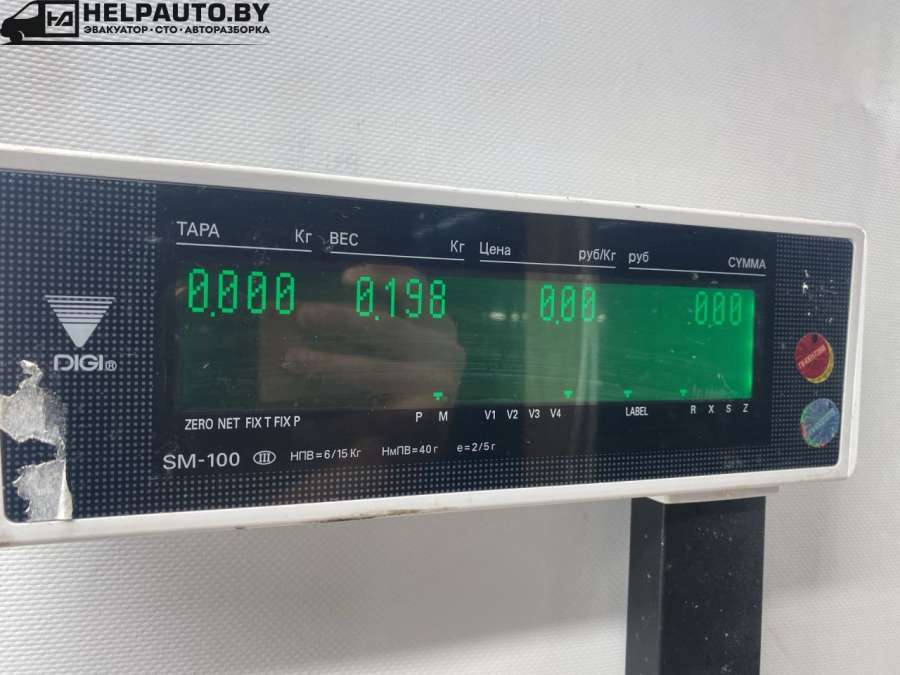 HELPAUTO.BY
ЭВАКУАТОР · СТО · АВТОРАЗБОРКА
ТАРА Кг ВЕС Кг Цена руб/Кг руб СУММА
0.000 0.198 0.00 0.00
DIGI®
ZERO NET FIX T FIX P P M V1 V2 V3 V4 LABEL R X S Z
SM-100 III НПВ=6/15 Кг НмПВ=40 г е=2/5 г